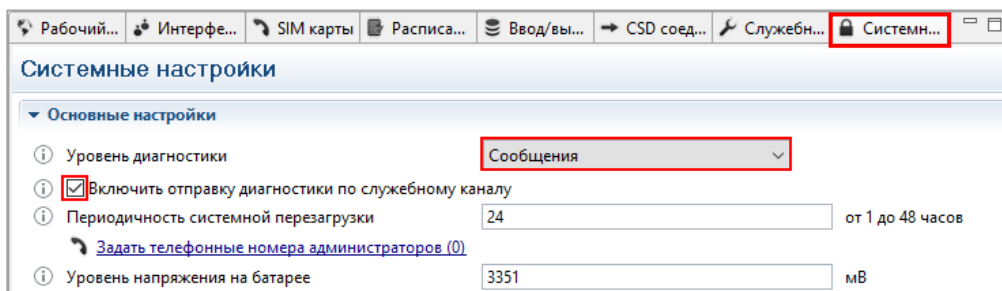 Рабочий... Интерфе... SIM карты Расписа... Ввод/вы... CSD соед... Служебн... Системн...
Системные настройки
Основные настройки
Уровень диагностики Сообщения
Включить отправку диагностики по служебному каналу
Периодичность системной перезагрузки 24 от 1 до 48 часов
Задать телефонные номера администраторов (0)
Уровень напряжения на батарее 3351 мВ